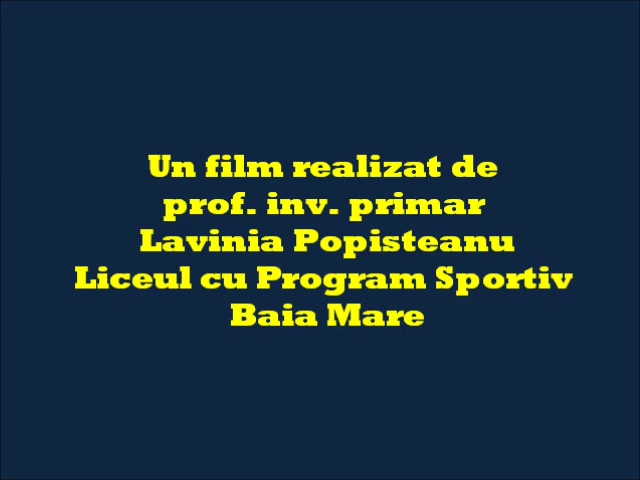 Un film realizat de
prof. inv. primar
Lavinia Popisteanu
Liceul cu Program Sportiv
Baia Mare